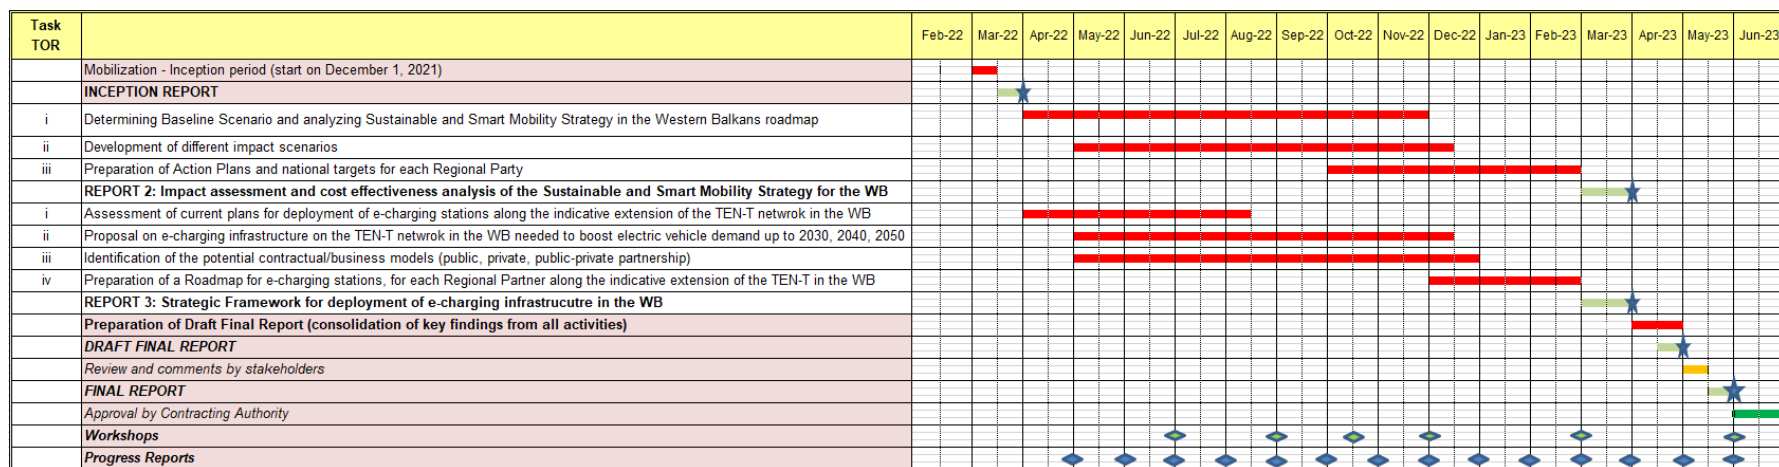 Task
TOR
Feb-22 Mar-22 Apr-22 May-22 Jun-22 Jul-22 Aug-22 Sep-22 Oct-22 Nov-22 Dec-22 Jan-23 Feb-23 Mar-23 Apr-23 May-23 Jun-23
Mobilization - Inception period (start on December 1, 2021)
INCEPTION REPORT
i Determining Baseline Scenario and analyzing Sustainable and Smart Mobility Strategy in the Western Balkans roadmap
ii Development of different impact scenarios
iii Preparation of Action Plans and national targets for each Regional Party
REPORT 2: Impact assessment and cost effectiveness analysis of the Sustainable and Smart Mobility Strategy for the WB
i Assessment of current plans for deployment of e-charging stations along the indicative extension of the TEN-T netwrok in the WB
ii Proposal on e-charging infrastructure on the TEN-T netwrok in the WB needed to boost electric vehicle demand up to 2030, 2040, 2050
iii Identification of the potential contractual/business models (public, private, public-private partnership)
iv Preparation of a Roadmap for e-charging stations, for each Regional Partner along the indicative extension of the TEN-T in the WB
REPORT 3: Strategic Framework for deployment of e-charging infrastrucutre in the WB
Preparation of Draft Final Report (consolidation of key findings from all activities)
DRAFT FINAL REPORT
Review and comments by stakeholders
FINAL REPORT
Approval by Contracting Authority
Workshops
Progress Reports